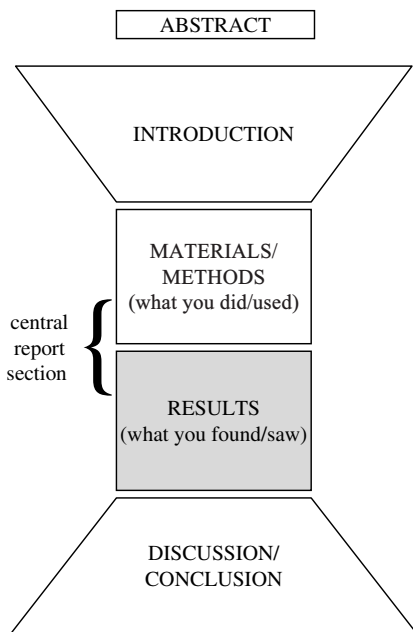 ABSTRACT
INTRODUCTION
MATERIALS/
METHODS
(what you did/used)
central
report
section
RESULTS
(what you found/saw)
DISCUSSION/
CONCLUSION